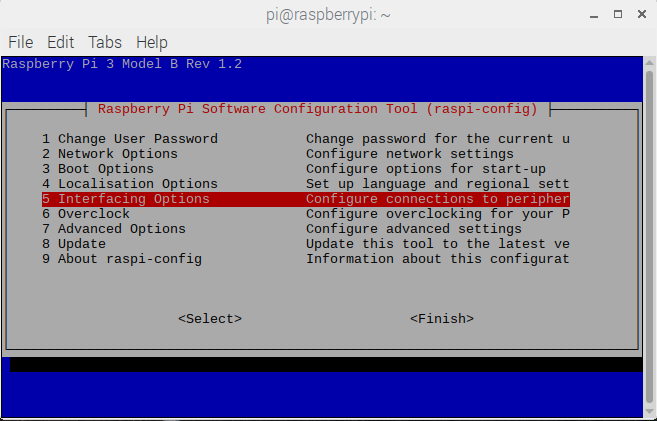 pi@raspberrypi: ~
File Edit Tabs Help
Raspberry Pi 3 Model B Rev 1.2
Raspberry Pi Software Configuration Tool (raspi-config)
1 Change User Password Change password for the current u
2 Network Options Configure network settings
3 Boot Options Configure options for start-up
4 Localisation Options Set up language and regional sett
5 Interfacing Options Configure connections to peripher
6 Overclock Configure overclocking for your P
7 Advanced Options Configure advanced settings
8 Update Update this tool to the latest ve
9 About raspi-config Information about this configurat
<Select> <Finish>